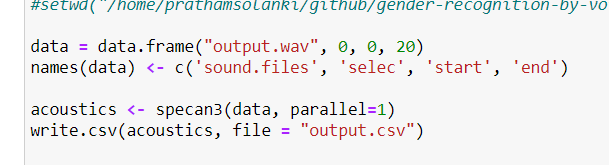 #setwd("/home/prathamsolanki/github/gender-recognition-by-vo
data = data.frame("output.wav", 0, 0, 20)
names(data) <- c('sound.files', 'selec', 'start', 'end')
acoustics <- specan3(data, parallel=1)
write.csv(acoustics, file = "output.csv")